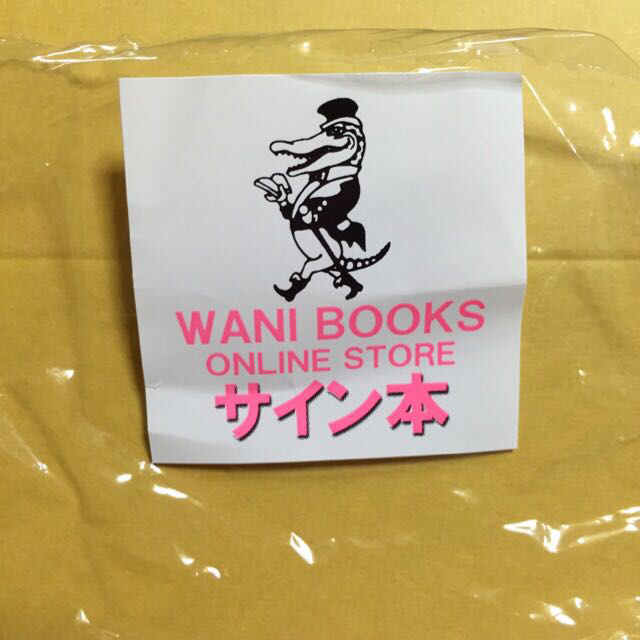 WANI BOOKS
ONLINE STORE
サイン本